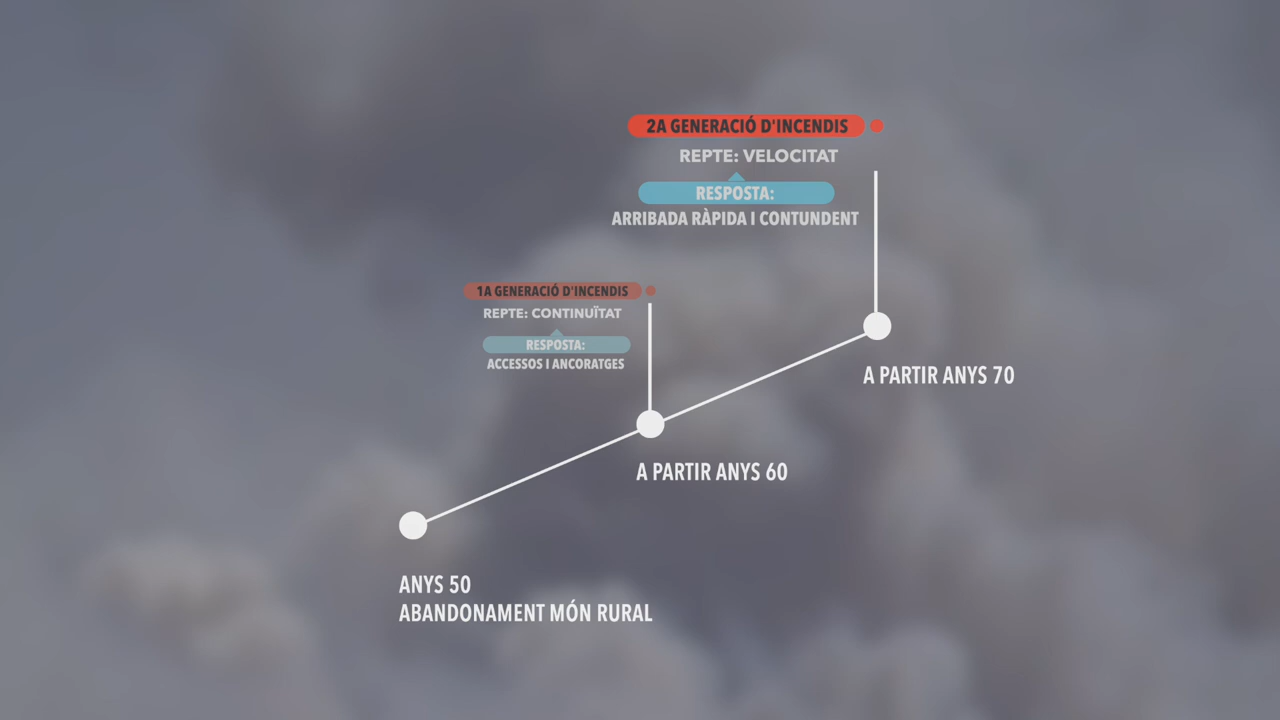 2A GENERACIÓ D'INCENDIS
REPTE: VELOCITAT
RESPOSTA:
ARRIBADA RÀPIDA I CONTUNDENT
1A GENERACIÓ D'INCENDIS
REPTE: CONTINUÏTAT
RESPOSTA:
ACCESSOS I ANCORATGES
A PARTIR ANYS 70
A PARTIR ANYS 60
ANYS 50
ABANDONAMENT MÓN RURAL